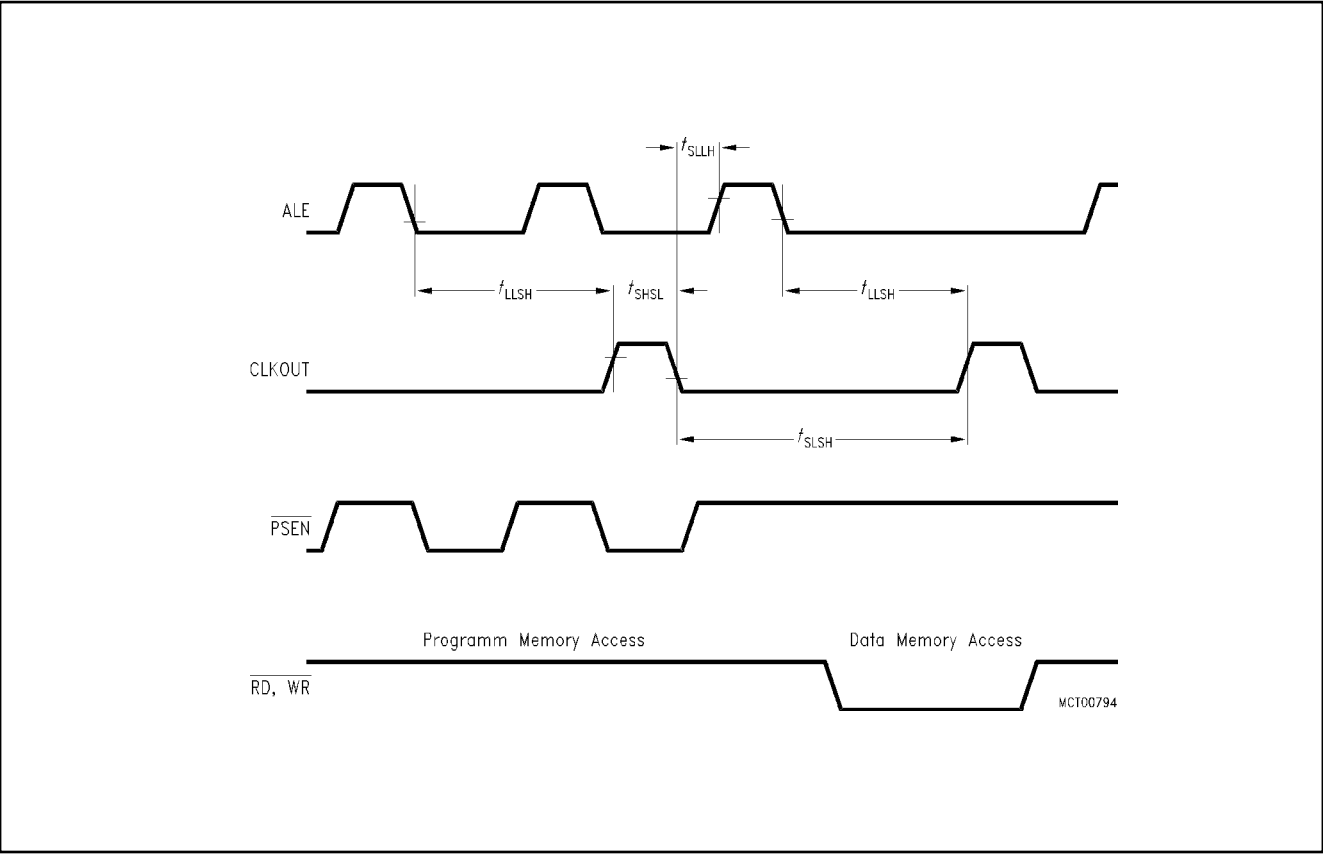 tSLLH
ALE
tLLSH
tSHSL
tLLSH
CLKOUT
tSLSH
PSEN
Programm Memory Access
Data Memory Access
RD, WR
MCT00794